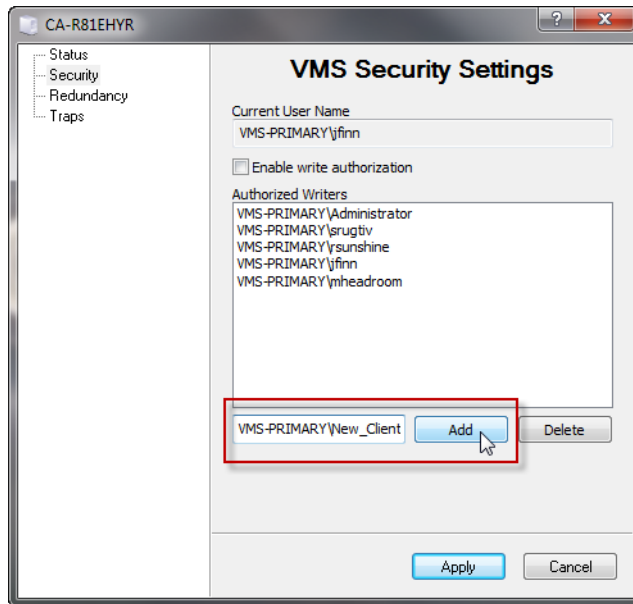 CA-R81EHYR
?
Status
Security
Redundancy
Traps
VMS Security Settings
Current User Name
VMS-PRIMARY\jfinn
Enable write authorization
Authorized Writers
VMS-PRIMARY\Administrator
VMS-PRIMARY\srugtiv
VMS-PRIMARY\rsunshine
VMS-PRIMARY\jfinn
VMS-PRIMARY\mheadroom
VMS-PRIMARY\New_Client
Add
Delete
Apply
Cancel